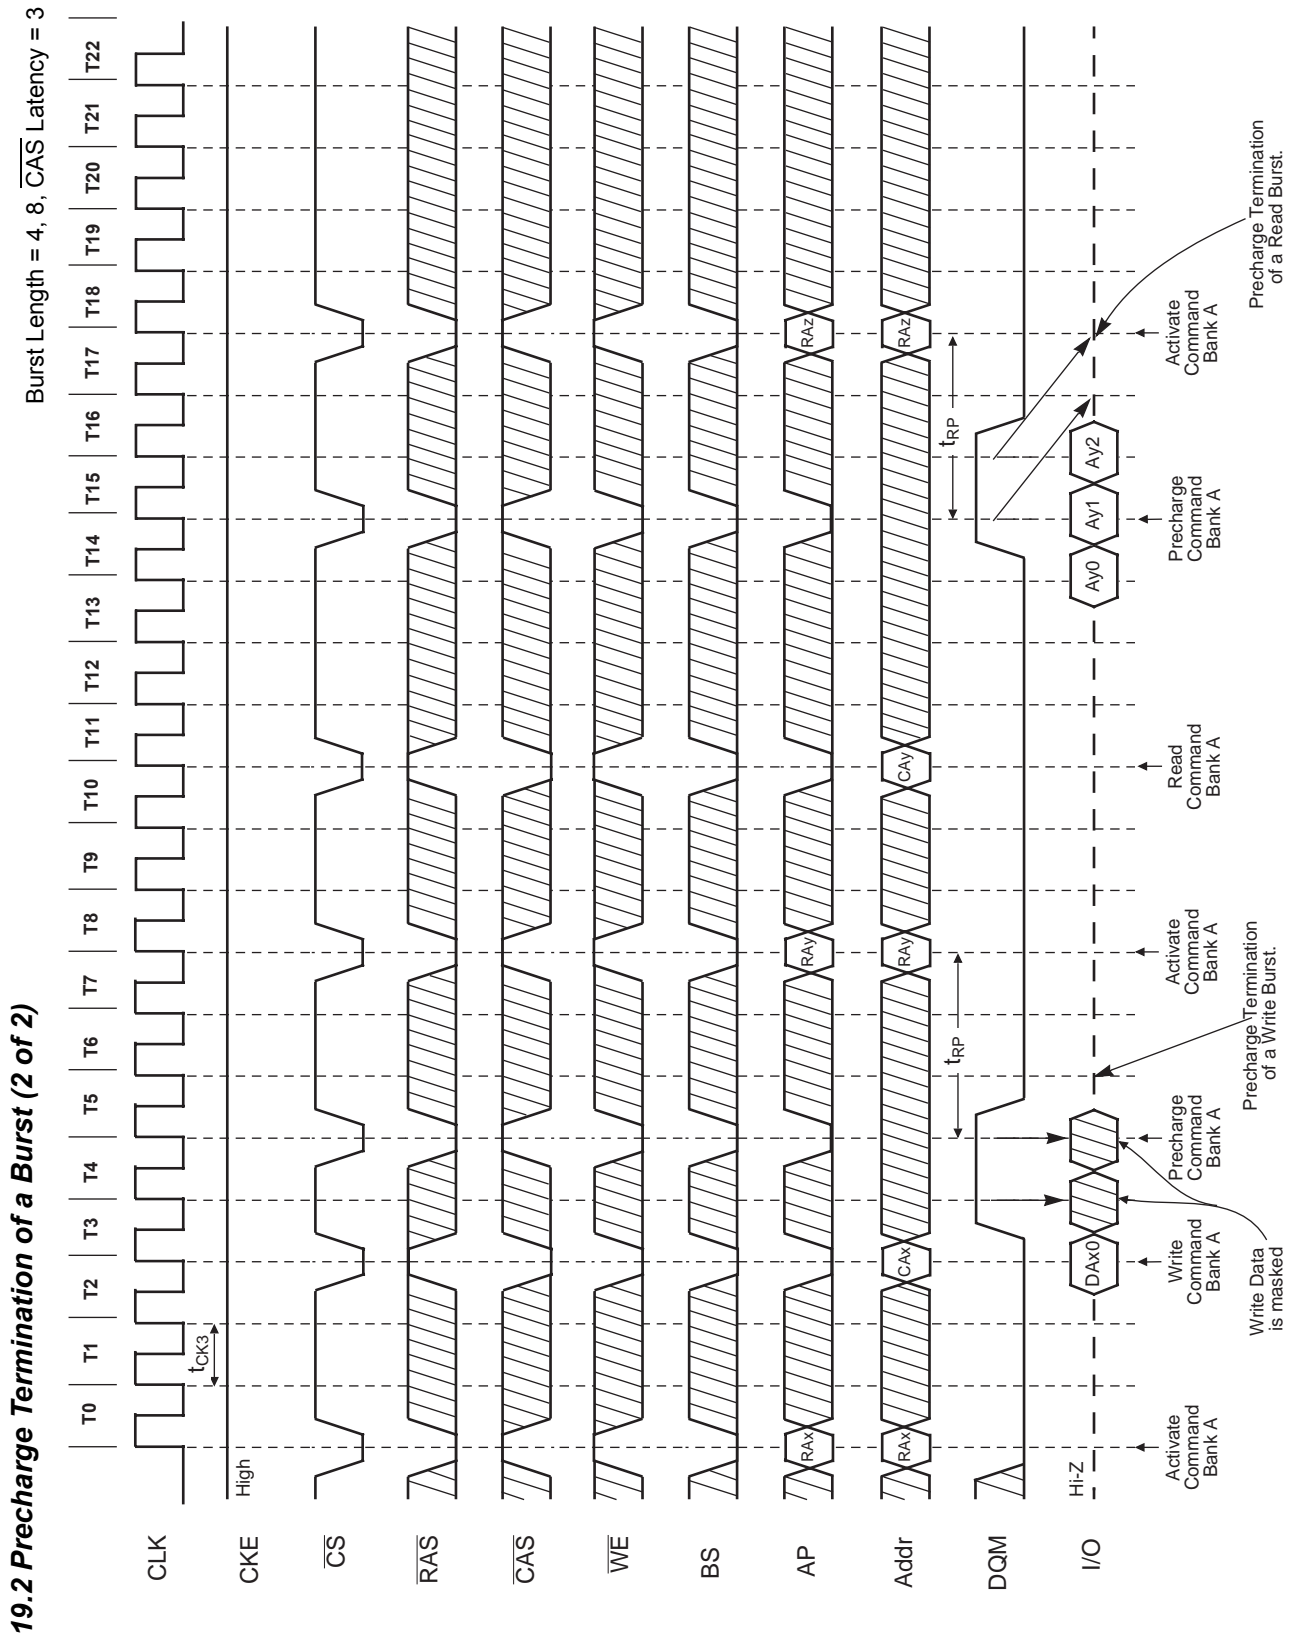 19.2 Precharge Termination of a Burst (2 of 2)
Burst Length = 4, 8, CAS Latency = 3
T0 T1 T2 T3 T4 T5 T6 T7 T8 T9 T10 T11 T12 T13 T14 T15 T16 T17 T18 T19 T20 T21 T22
CLK
tCK3
CKE
High
CS
RAS
CAS
WE
BS
AP
RAx
RAy
RAz
Addr
RAx
CAx
RAy
CAy
RAz
tRP
tRP
DQM
I/O
Hi-Z
DAx0
Ay0
Ay1
Ay2
Activate
Command
Bank A
Write
Command
Bank A
Precharge
Command
Bank A
Activate
Command
Bank A
Read
Command
Bank A
Precharge
Command
Bank A
Activate
Command
Bank A
Write Data
is masked
Precharge Termination
of a Write Burst.
Precharge Termination
of a Read Burst.